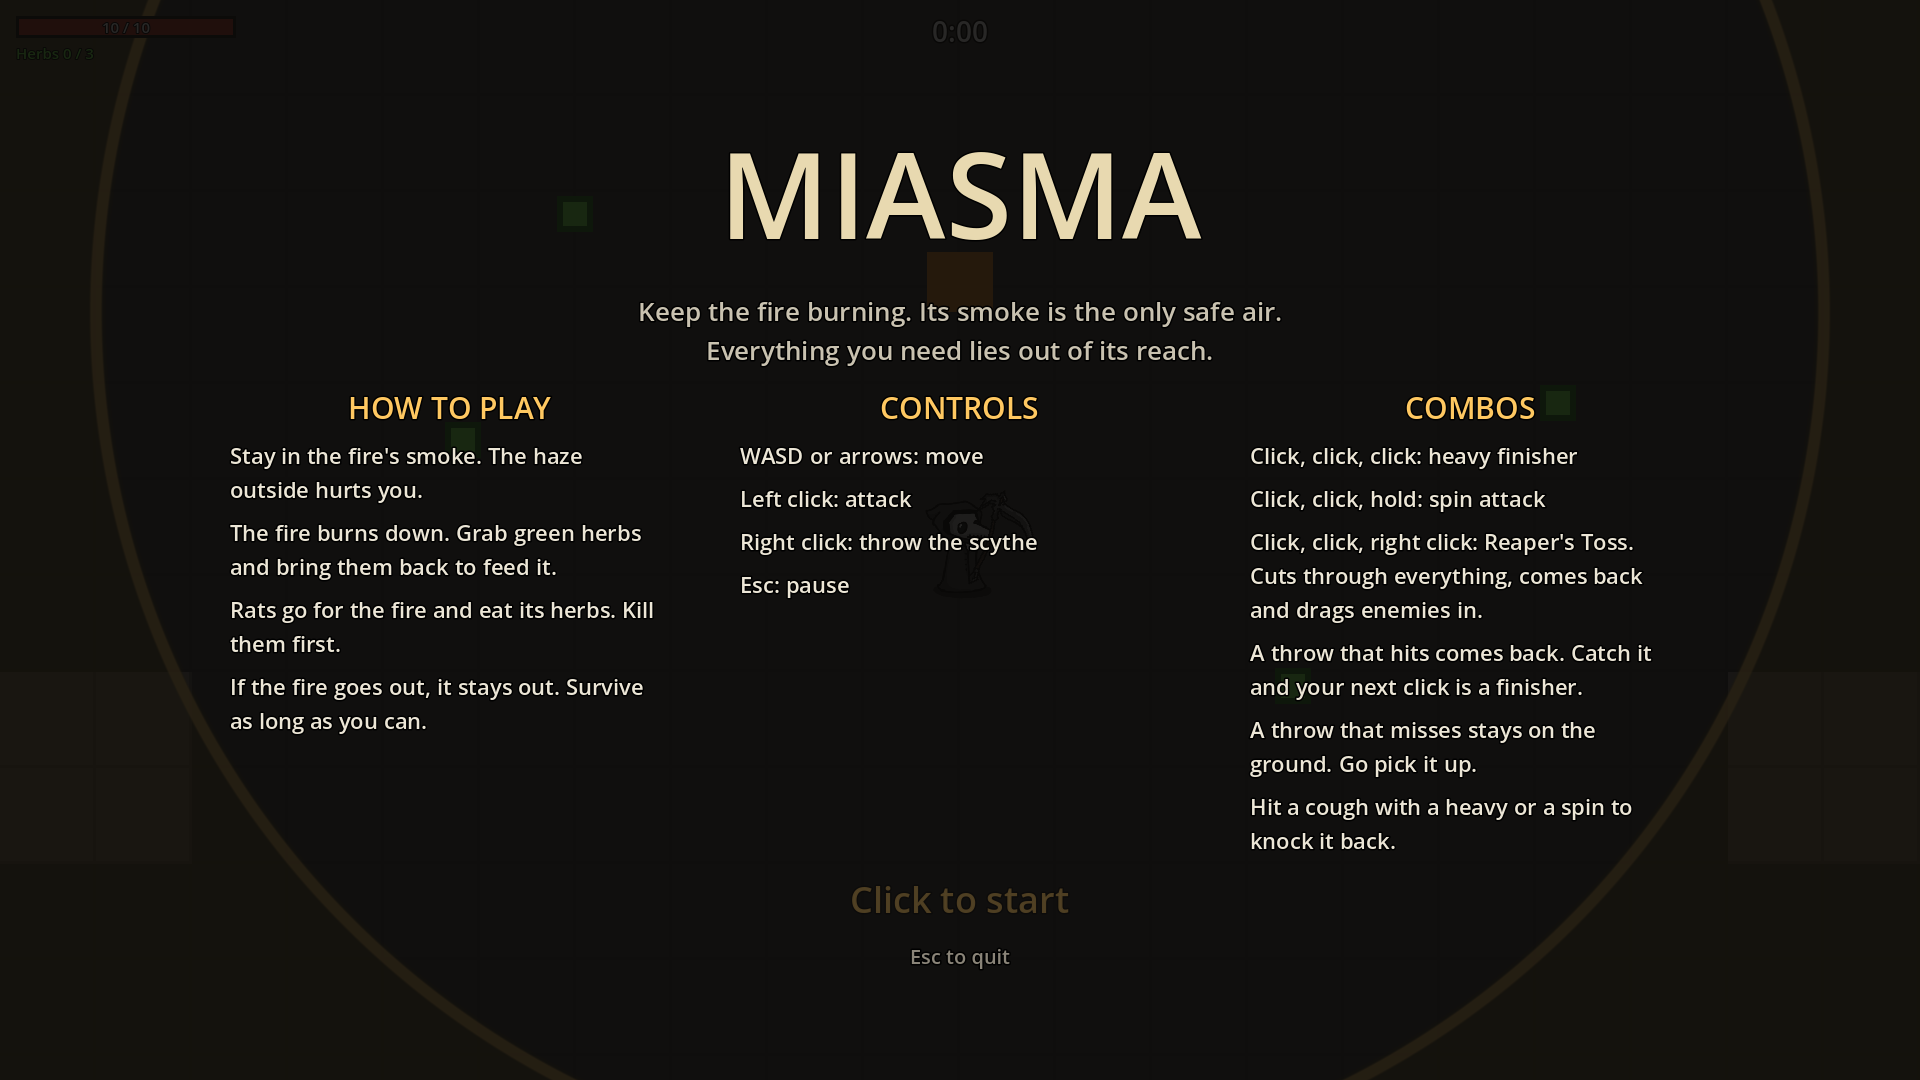 10 / 10
0:00
Herbs 0 / 3
MIASMA
Keep the fire burning. Its smoke is the only safe air.
Everything you need lies out of its reach.
HOW TO PLAY
Stay in the fire's smoke. The haze
outside hurts you.
The fire burns down. Grab green herbs
and bring them back to feed it.
Rats go for the fire and eat its herbs. Kill
them first.
If the fire goes out, it stays out. Survive
as long as you can.
CONTROLS
WASD or arrows: move
Left click: attack
Right click: throw the scythe
Esc: pause
COMBOS
Click, click, click: heavy finisher
Click, click, hold: spin attack
Click, click, right click: Reaper's Toss.
Cuts through everything, comes back
and drags enemies in.
A throw that hits comes back. Catch it
and your next click is a finisher.
A throw that misses stays on the
ground. Go pick it up.
Hit a cough with a heavy or a spin to
knock it back.
Click to start
Esc to quit